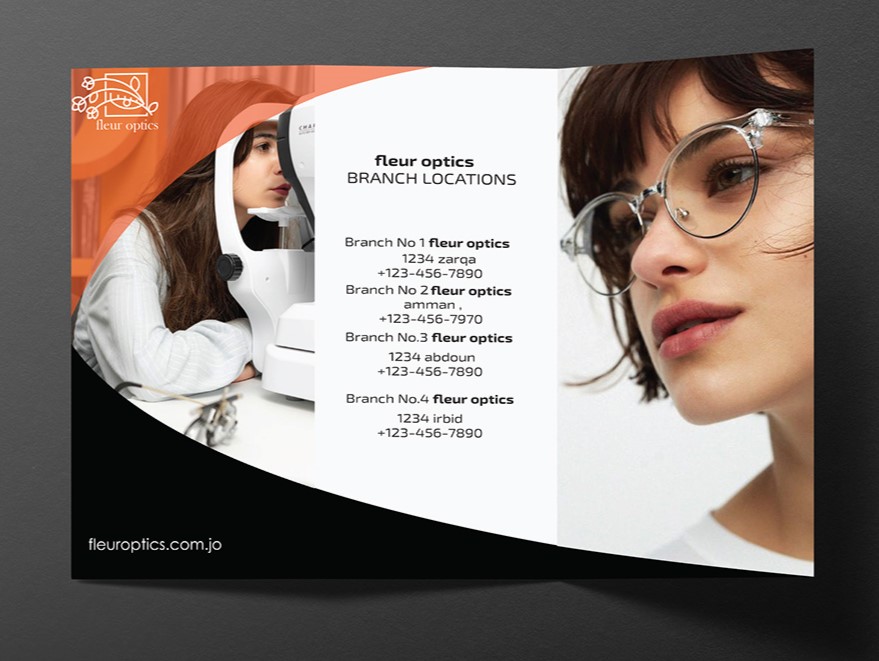 fleur optics
fleur optics
BRANCH LOCATIONS
Branch No 1 fleur optics
1234 zarqa
+123-456-7890
Branch No 2 fleur optics
amman ,
+123-456-7970
Branch No.3 fleur optics
1234 abdoun
+123-456-7890
Branch No.4 fleur optics
1234 irbid
+123-456-7890
fleuroptics.com.jo